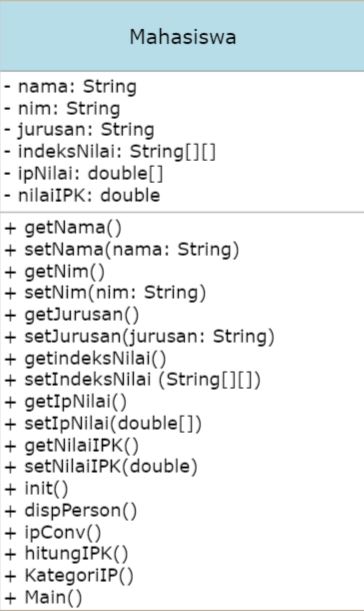 Mahasiswa
- nama: String
- nim: String
- jurusan: String
- indeksNilai: String[][]
- ipNilai: double[]
- nilaiIPK: double
+ getNama()
+ setNama(nama: String)
+ getNim()
+ setNim(nim: String)
+ getJurusan()
+ setJurusan(jurusan: String)
+ getindeksNilai()
+ setIndeksNilai (String[][])
+ getIpNilai()
+ setIpNilai(double[])
+ getNilaiIPK()
+ setNilaiIPK(double)
+ init()
+ dispPerson()
+ ipConv()
+ hitungIPK()
+ KategoriIP()
+ Main()